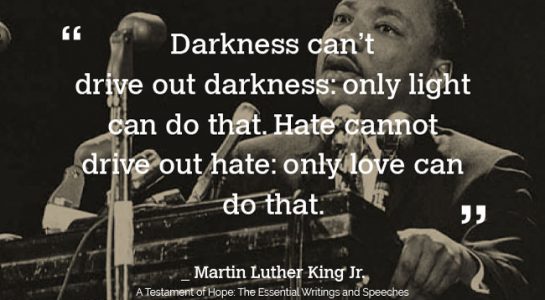 “
Darkness can’t
drive out darkness: only light
can do that. Hate cannot
drive out hate: only love can
do that.
”
_ Martin Luther King Jr.
A Testament of Hope: The Essential Writings and Speeches